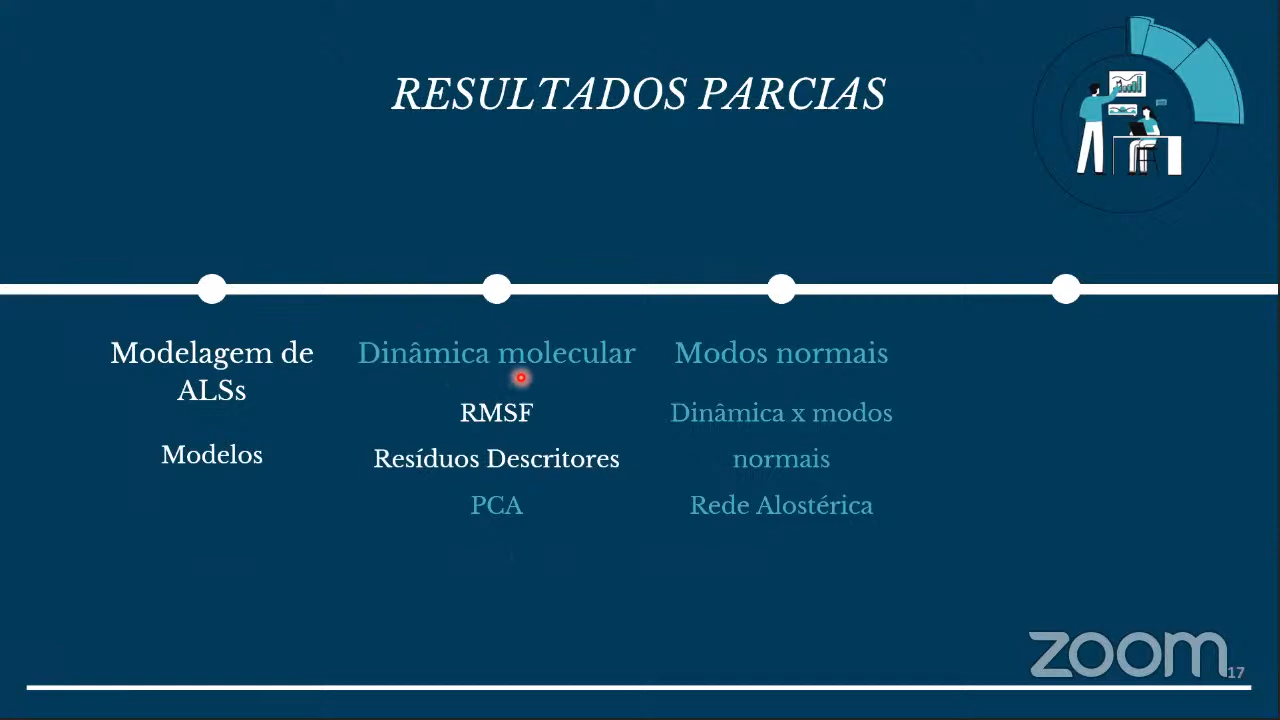 RESULTADOS PARCIAS
Modelagem de
ALSs
Modelos
Dinâmica molecular
RMSF
Resíduos Descritores
PCA
Modos normais
Dinâmica x modos
normais
Rede Alostérica
zoom
17